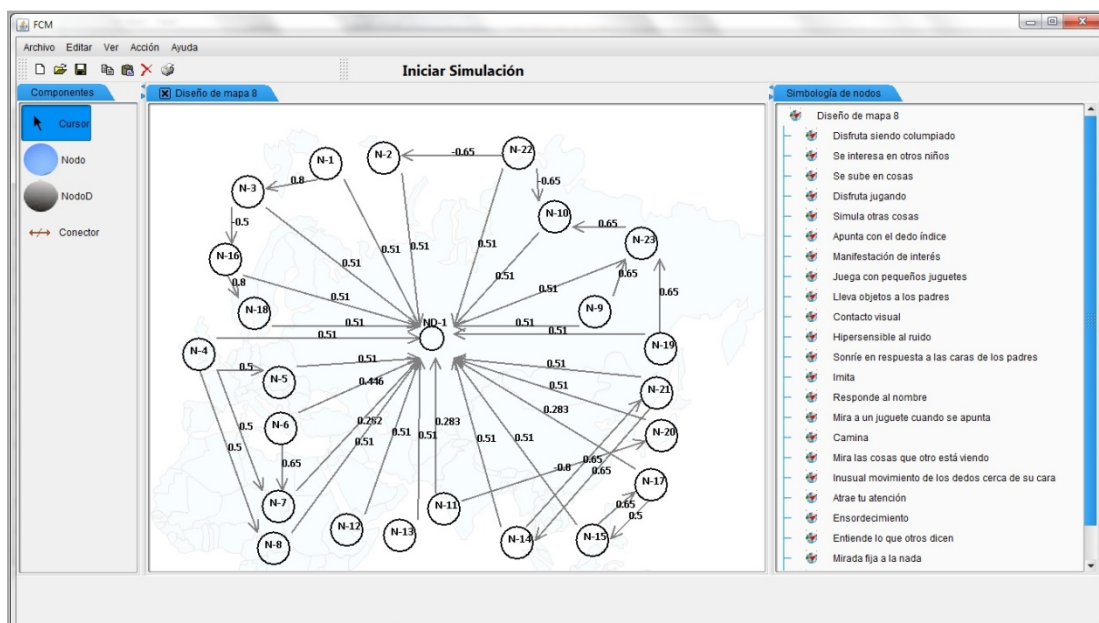 FCM
Archivo Editar Ver Acción Ayuda
Iniciar Simulación
Componentes
Cursor
Nodo
NodoD
Conector
Diseño de mapa 8
N-1
N-2
N-22
-0.65
0.8
N-3
-0.65
N-10
-0.5
0.65
N-23
N-16
0.51
0.51
0.51
0.51
0.51
0.51
0.65
0.8
0.51
N-18
0.51
N-9
0.65
0.51
ND-1
0.51
0.51
N-4
0.51
N-19
0.5
N-5
0.51
0.51
0.446
0.51
N-21
0.283
N-6
0.252
0.283
0.5
0.51
0.51
0.51
0.51
0.51
N-20
0.5
0.65
-0.8
0.65
0.65
N-17
N-7
0.65
0.5
N-11
N-12
N-13
N-14
N-15
N-8
Simbología de nodos
Diseño de mapa 8
Disfruta siendo columpiado
Se interesa en otros niños
Se sube en cosas
Disfruta jugando
Simula otras cosas
Apunta con el dedo índice
Manifestación de interés
Juega con pequeños juguetes
Lleva objetos a los padres
Contacto visual
Hipersensible al ruido
Sonríe en respuesta a las caras de los padres
Imita
Responde al nombre
Mira a un juguete cuando se apunta
Camina
Mira las cosas que otro está viendo
Inusual movimiento de los dedos cerca de su cara
Atrae tu atención
Ensordecimiento
Entiende lo que otros dicen
Mirada fija a la nada